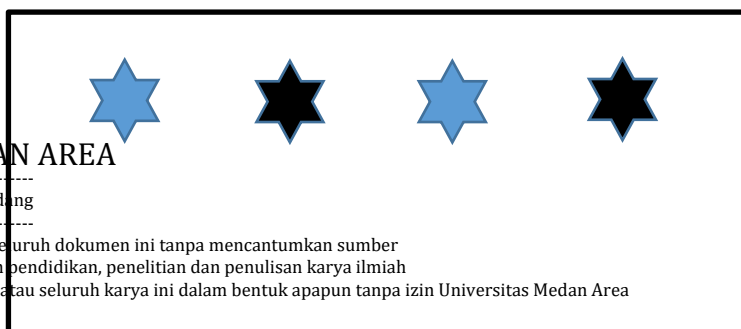 AN AREA
------
dang
------
eluruh dokumen ini tanpa mencantumkan sumber
pendidikan, penelitian dan penulisan karya ilmiah
atau seluruh karya ini dalam bentuk apapun tanpa izin Universitas Medan Area